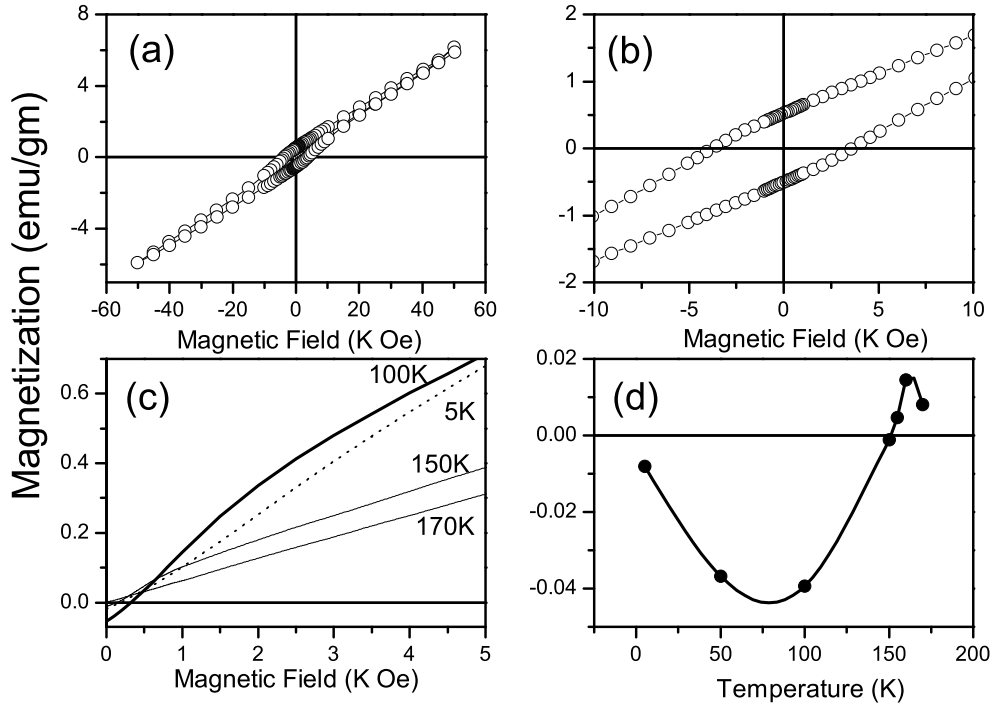 Magnetization (emu/gm)
(a)
8
4
0
-4
-60 -40 -20 0 20 40 60
Magnetic Field (K Oe)
(b)
2
1
0
-1
-2
-10 -5 0 5 10
Magnetic Field (K Oe)
(c)
0.6
0.4
0.2
0.0
100K
5K
150K
170K
0 1 2 3 4 5
Magnetic Field (K Oe)
(d)
0.02
0.00
-0.02
-0.04
0 50 100 150 200
Temperature (K)